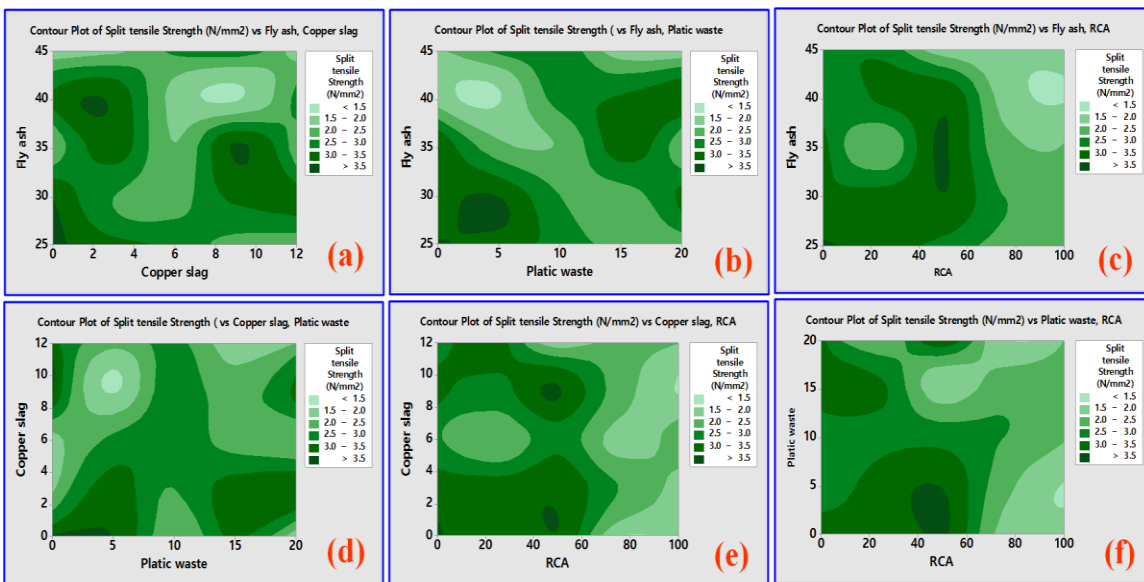 Contour Plot of Split tensile Strength (N/mm2) vs Fly ash, Copper slag
45
40
35
30
25
Fly ash
0
2
4
6
8
10
12
Copper slag
Split
tensile
Strength
(N/mm2)
< 1.5
1.5 – 2.0
2.0 – 2.5
2.5 – 3.0
3.0 – 3.5
> 3.5
(a)
Contour Plot of Split tensile Strength ( vs Fly ash, Platic waste
45
40
35
30
25
Fly ash
0
5
10
15
20
Platic waste
Split
tensile
Strength
(N/mm2)
< 1.5
1.5 – 2.0
2.0 – 2.5
2.5 – 3.0
3.0 – 3.5
> 3.5
(b)
Contour Plot of Split tensile Strength (N/mm2) vs Fly ash, RCA
45
40
35
30
25
Fly ash
0
20
40
60
80
100
RCA
Split
tensile
Strength
(N/mm2)
< 1.5
1.5 – 2.0
2.0 – 2.5
2.5 – 3.0
3.0 – 3.5
> 3.5
(c)
Contour Plot of Split tensile Strength ( vs Copper slag, Platic waste
12
10
8
6
4
2
0
Copper slag
0
5
10
15
20
Platic waste
Split
tensile
Strength
(N/mm2)
< 1.5
1.5 – 2.0
2.0 – 2.5
2.5 – 3.0
3.0 – 3.5
> 3.5
(d)
Contour Plot of Split tensile Strength (N/mm2) vs Copper slag, RCA
12
10
8
6
4
2
0
Copper slag
0
20
40
60
80
100
RCA
Split
tensile
Strength
(N/mm2)
< 1.5
1.5 – 2.0
2.0 – 2.5
2.5 – 3.0
3.0 – 3.5
> 3.5
(e)
Contour Plot of Split tensile Strength (N/mm2) vs Platic waste, RCA
20
15
10
5
0
Platic waste
0
20
40
60
80
100
RCA
Split
tensile
Strength
(N/mm2)
< 1.5
1.5 – 2.0
2.0 – 2.5
2.5 – 3.0
3.0 – 3.5
> 3.5
(f)